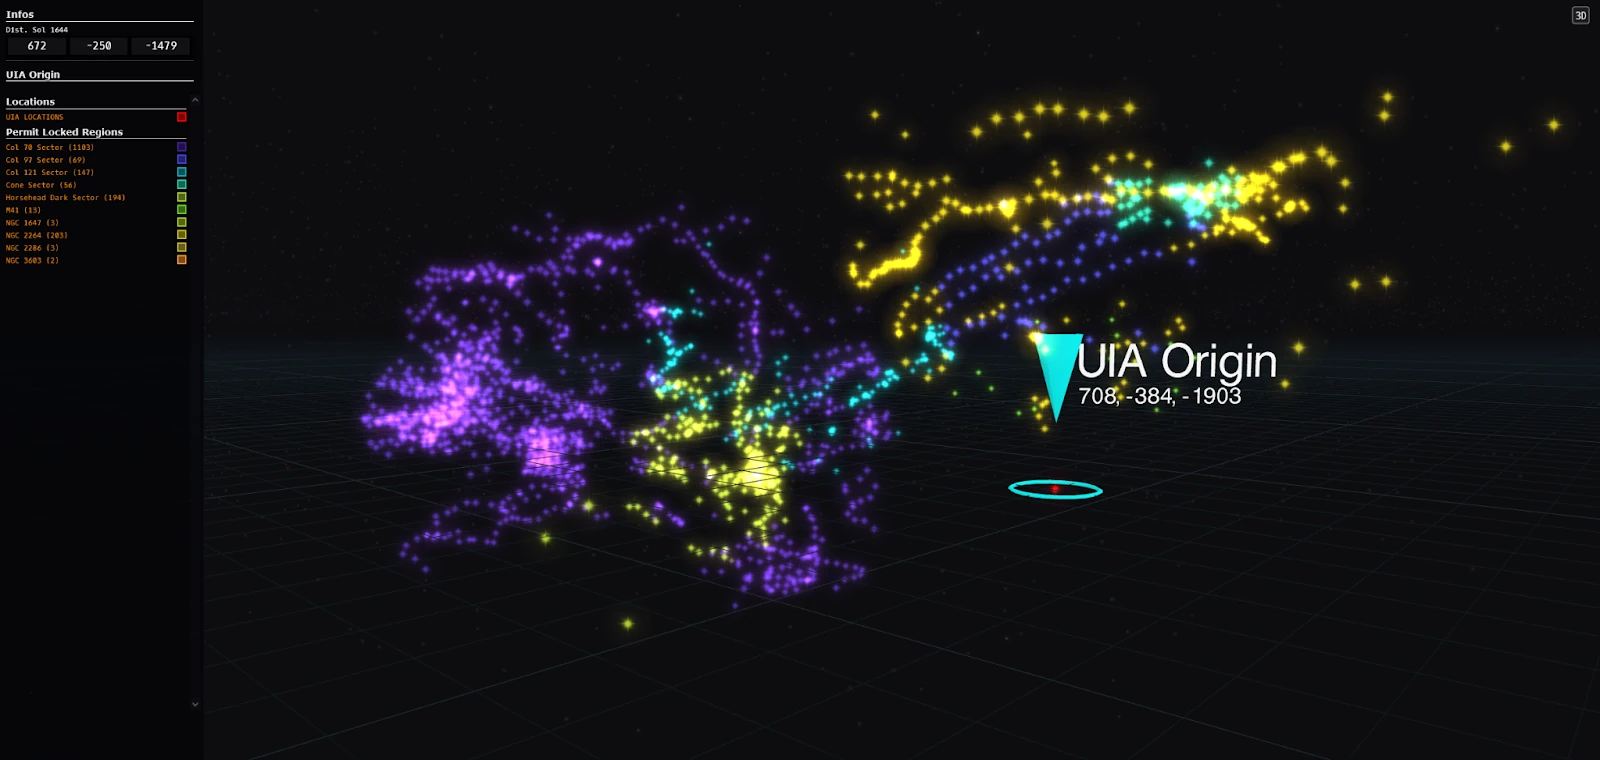 Infos
Dist. Sol 1644
672 -250 -1479
UIA Origin
Locations
UIA LOCATIONS
Permit Locked Regions
Col 70 Sector (1103)
Col 97 Sector (69)
Col 121 Sector (147)
Cone Sector (56)
Horsehead Dark Sector (194)
M41 (13)
NGC 1647 (3)
NGC 2264 (203)
NGC 2286 (3)
NGC 3603 (2)
3D
UIA Origin
708, -384, -1903